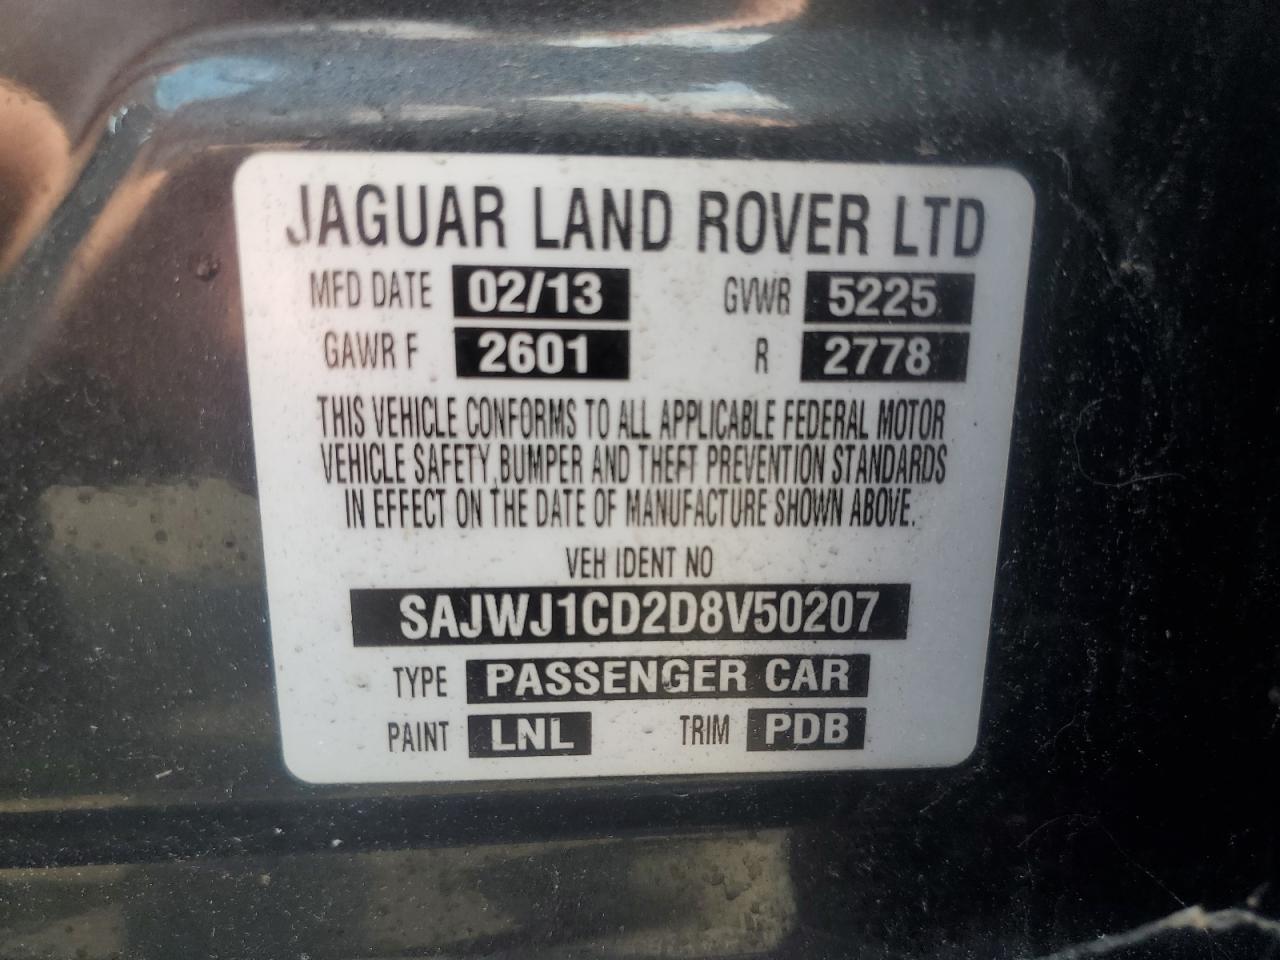 JAGUAR LAND ROVER LTD
MFD DATE 02/13 GVWR 5225
GAWR F 2601 R 2778
THIS VEHICLE CONFORMS TO ALL APPLICABLE FEDERAL MOTOR
VEHICLE SAFETY, BUMPER AND THEFT PREVENTION STANDARDS
IN EFFECT ON THE DATE OF MANUFACTURE SHOWN ABOVE.
VEH IDENT NO
SAJWJ1CD2D8V50207
TYPE PASSENGER CAR
PAINT LNL TRIM PDB